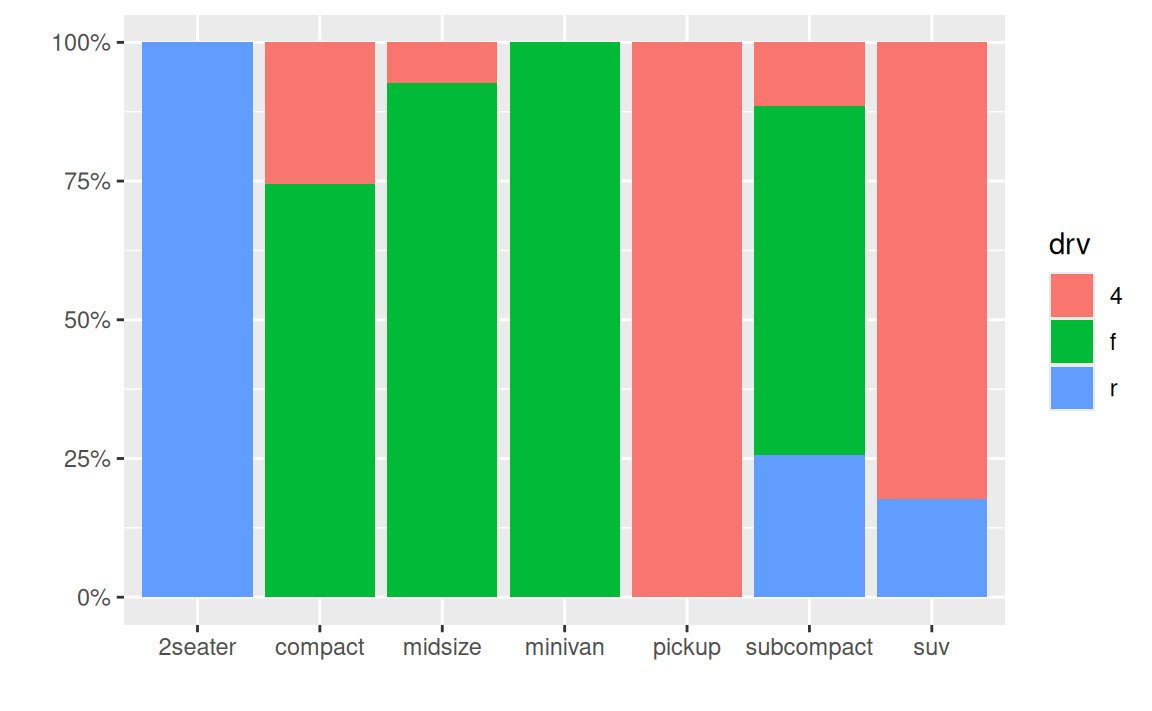 100%
75%
50%
25%
0%
2seater compact midsize minivan pickup subcompact suv
drv
4
f
r